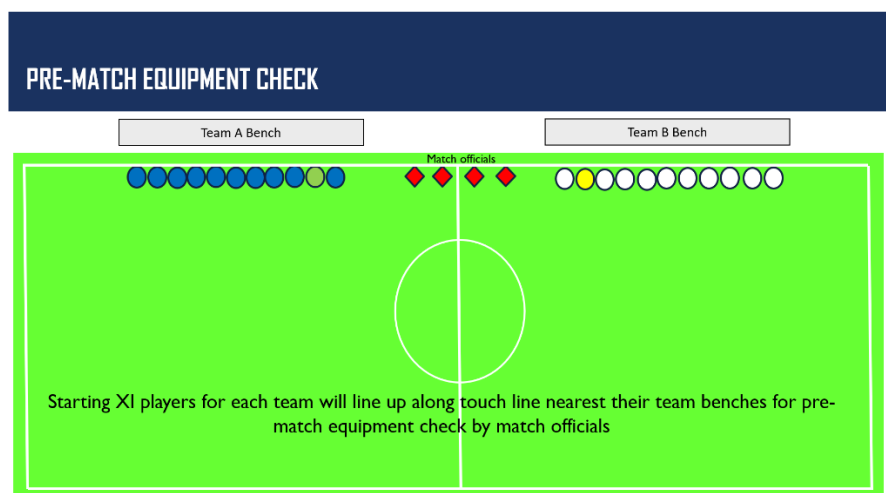 PRE-MATCH EQUIPMENT CHECK
Team A Bench
Team B Bench
Match officials
Starting XI players for each team will line up along touch line nearest their team benches for pre-
match equipment check by match officials